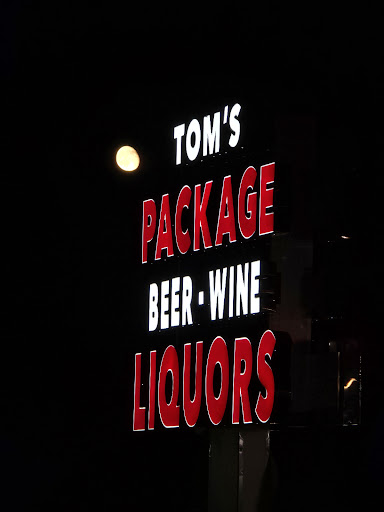 TOM'S
PACKAGE
BEER-WINE
LIQUORS